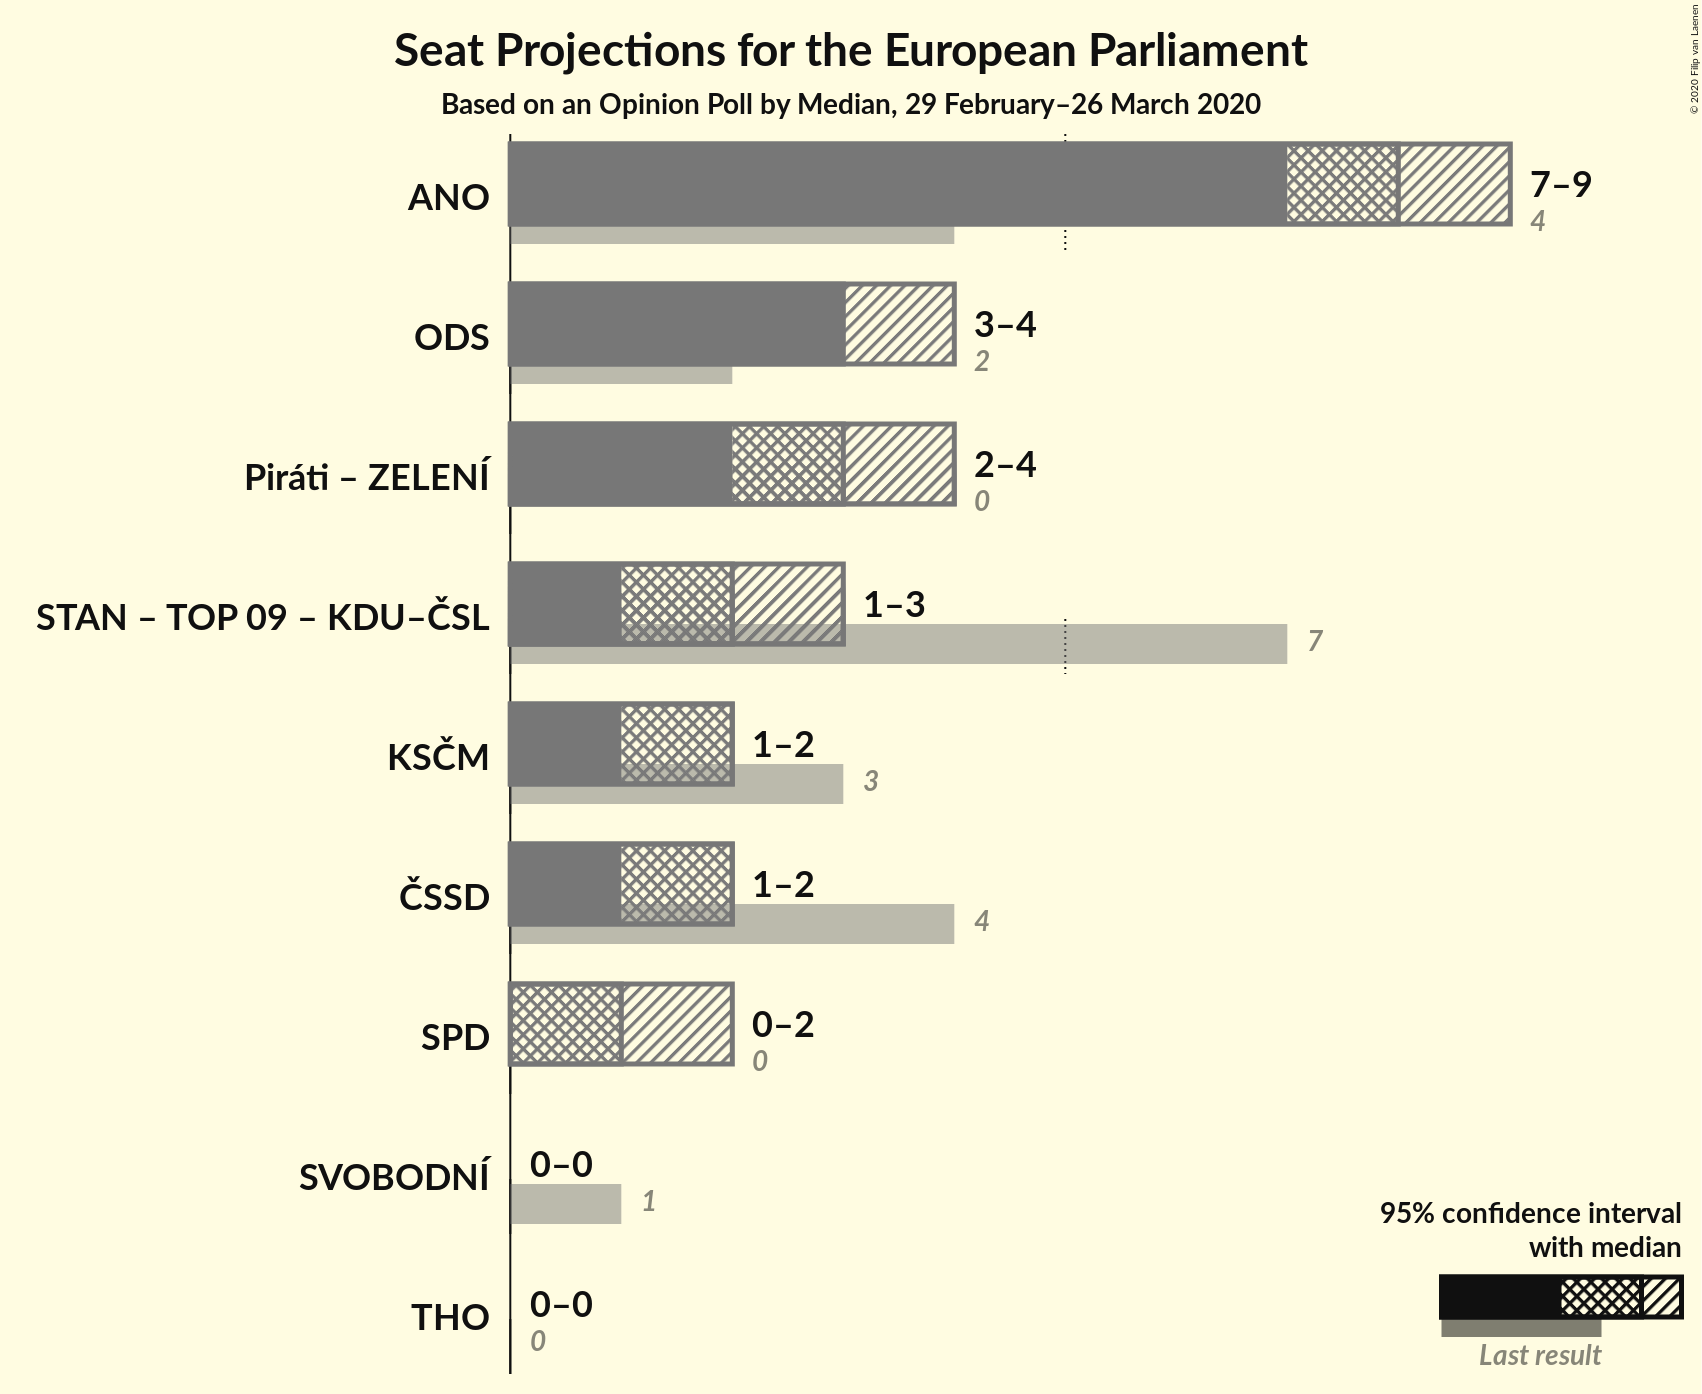 Seat Projections for the European Parliament
Based on an Opinion Poll by Median, 29 February–26 March 2020
© 2020 Filip van Laenen
ANO
7–9
4
ODS
3–4
2
Piráti – ZELENÍ
2–4
0
STAN – TOP 09 – KDU–ČSL
1–3
7
KSČM
1–2
3
ČSSD
1–2
4
SPD
0–2
0
SVOBODNÍ
0–0
1
THO
0–0
0
95% confidence interval
with median
Last result